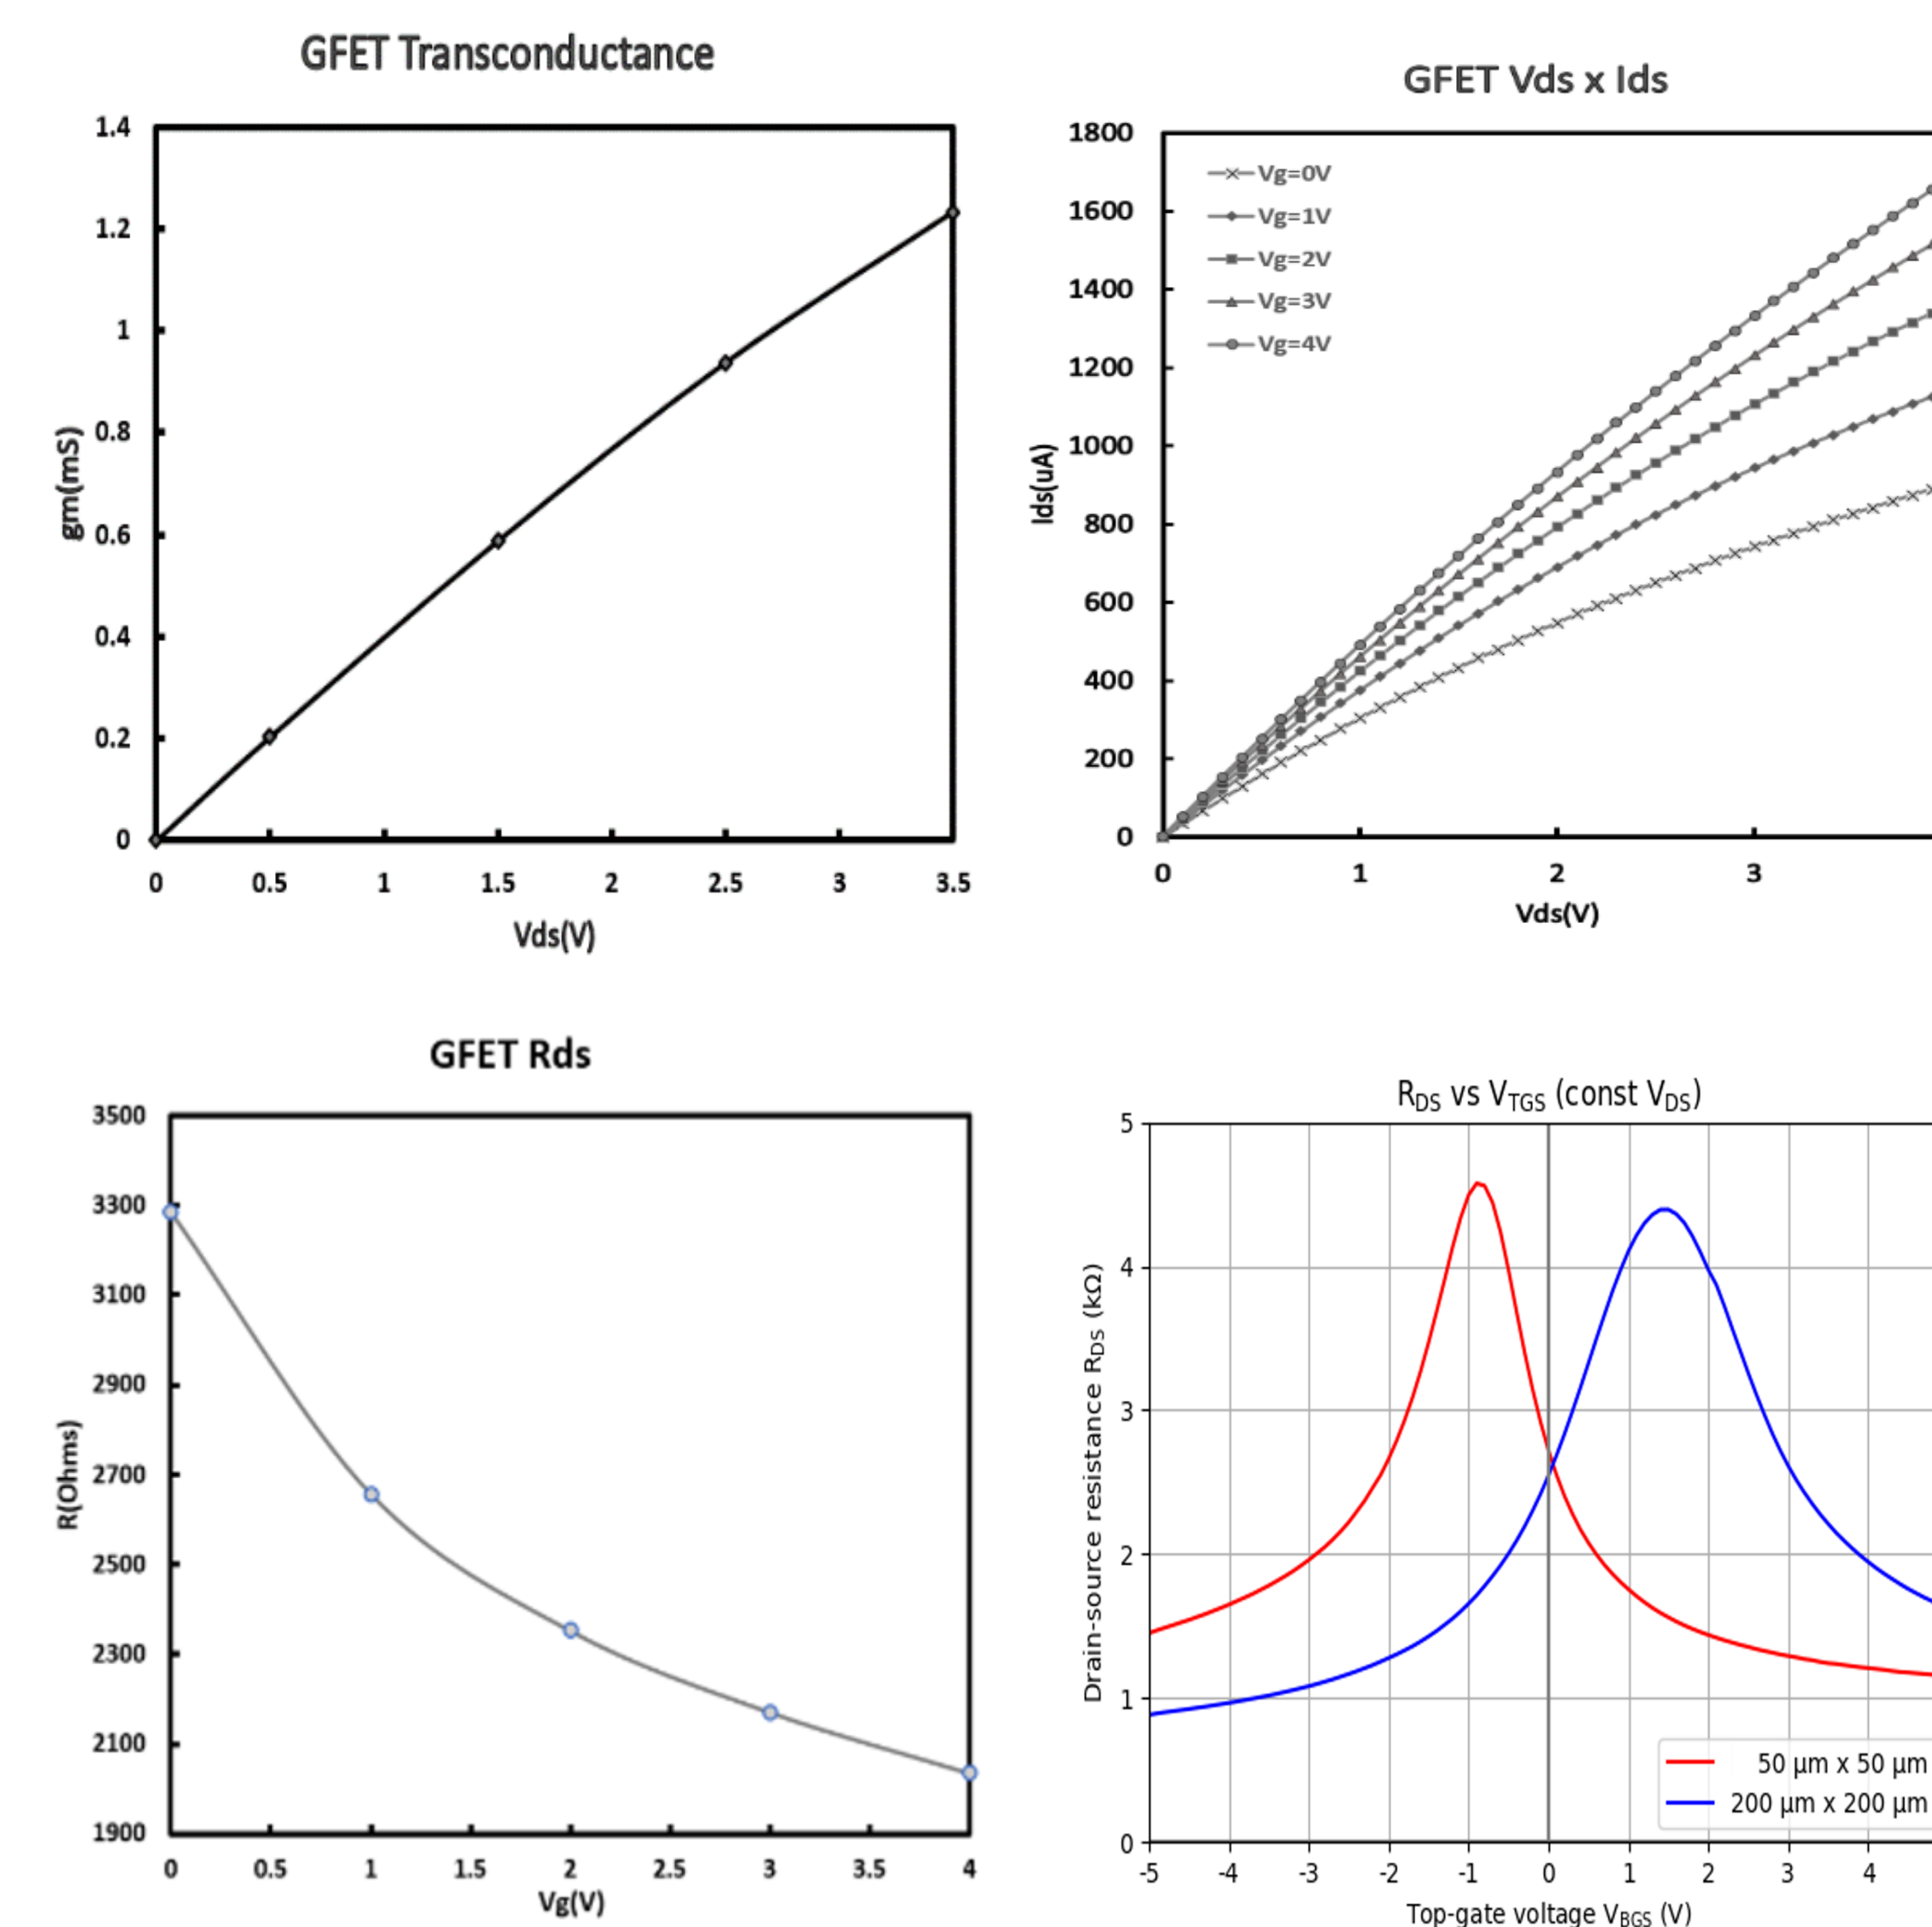 GFET Transconductance
1.4
1.2
1
0.8
0.6
0.4
0.2
0
gm(mS)
0 0.5 1 1.5 2 2.5 3 3.5
Vds(V)
GFET Vds x Ids
1800
1600
1400
1200
1000
800
600
400
200
0
Ids(uA)
Vg=0V
Vg=1V
Vg=2V
Vg=3V
Vg=4V
0 1 2 3
Vds(V)
GFET Rds
3500
3300
3100
2900
2700
2500
2300
2100
1900
R(Ohms)
0 0.5 1 1.5 2 2.5 3 3.5 4
Vg(V)
R_DS vs V_TGS (const V_DS)
5
4
3
2
1
0
Drain-source resistance R_DS (kΩ)
50 µm x 50 µm
200 µm x 200 µm
-5 -4 -3 -2 -1 0 1 2 3 4
Top-gate voltage V_BGS (V)